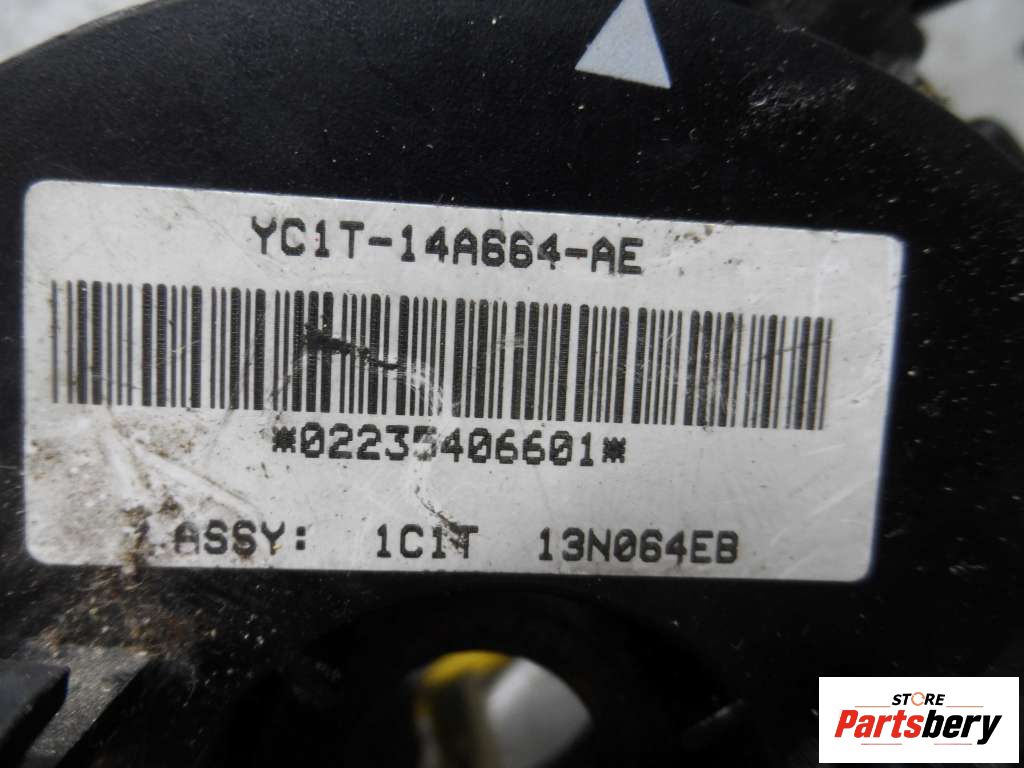 YC1T-14A664-AE
*02235406601*
ASSY: 1C1T 13N064EB
STORE
Partsbery